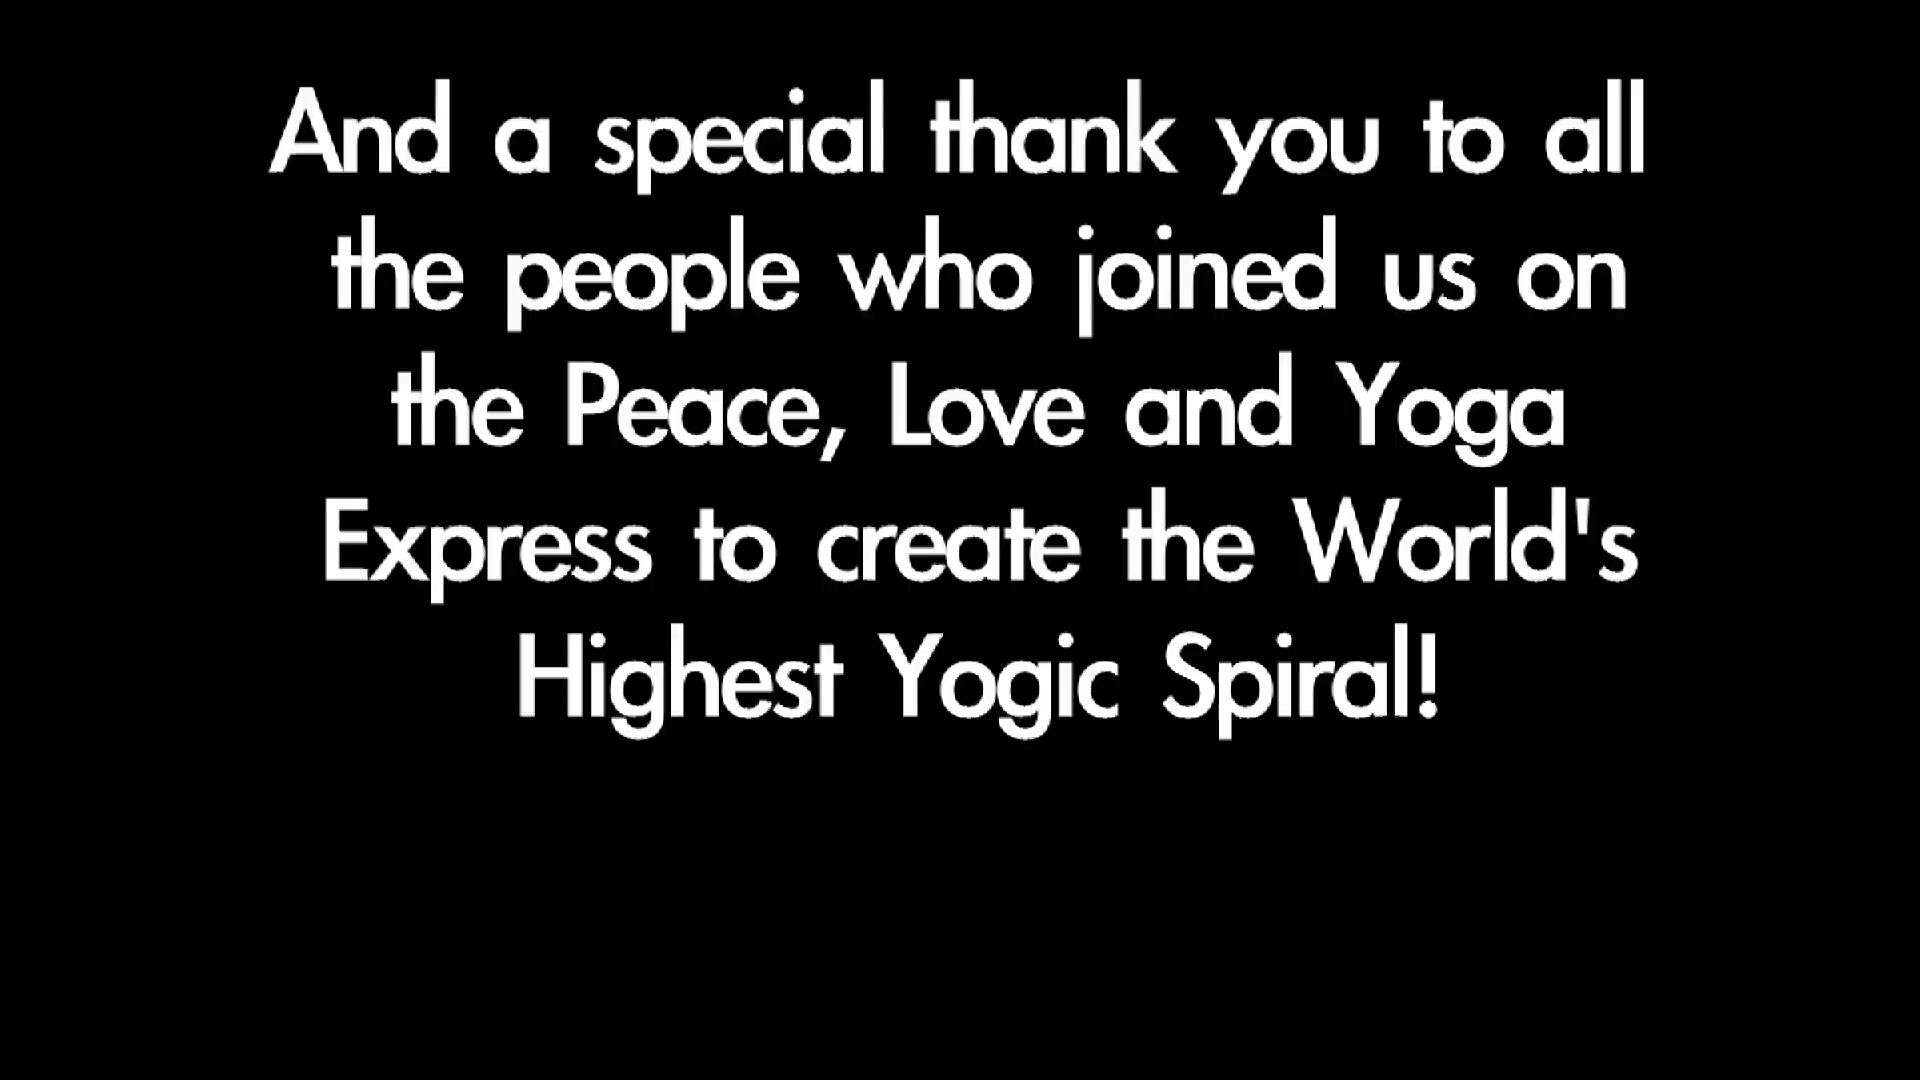 And a special thank you to all
the people who joined us on
the Peace, Love and Yoga
Express to create the World's
Highest Yogic Spiral!